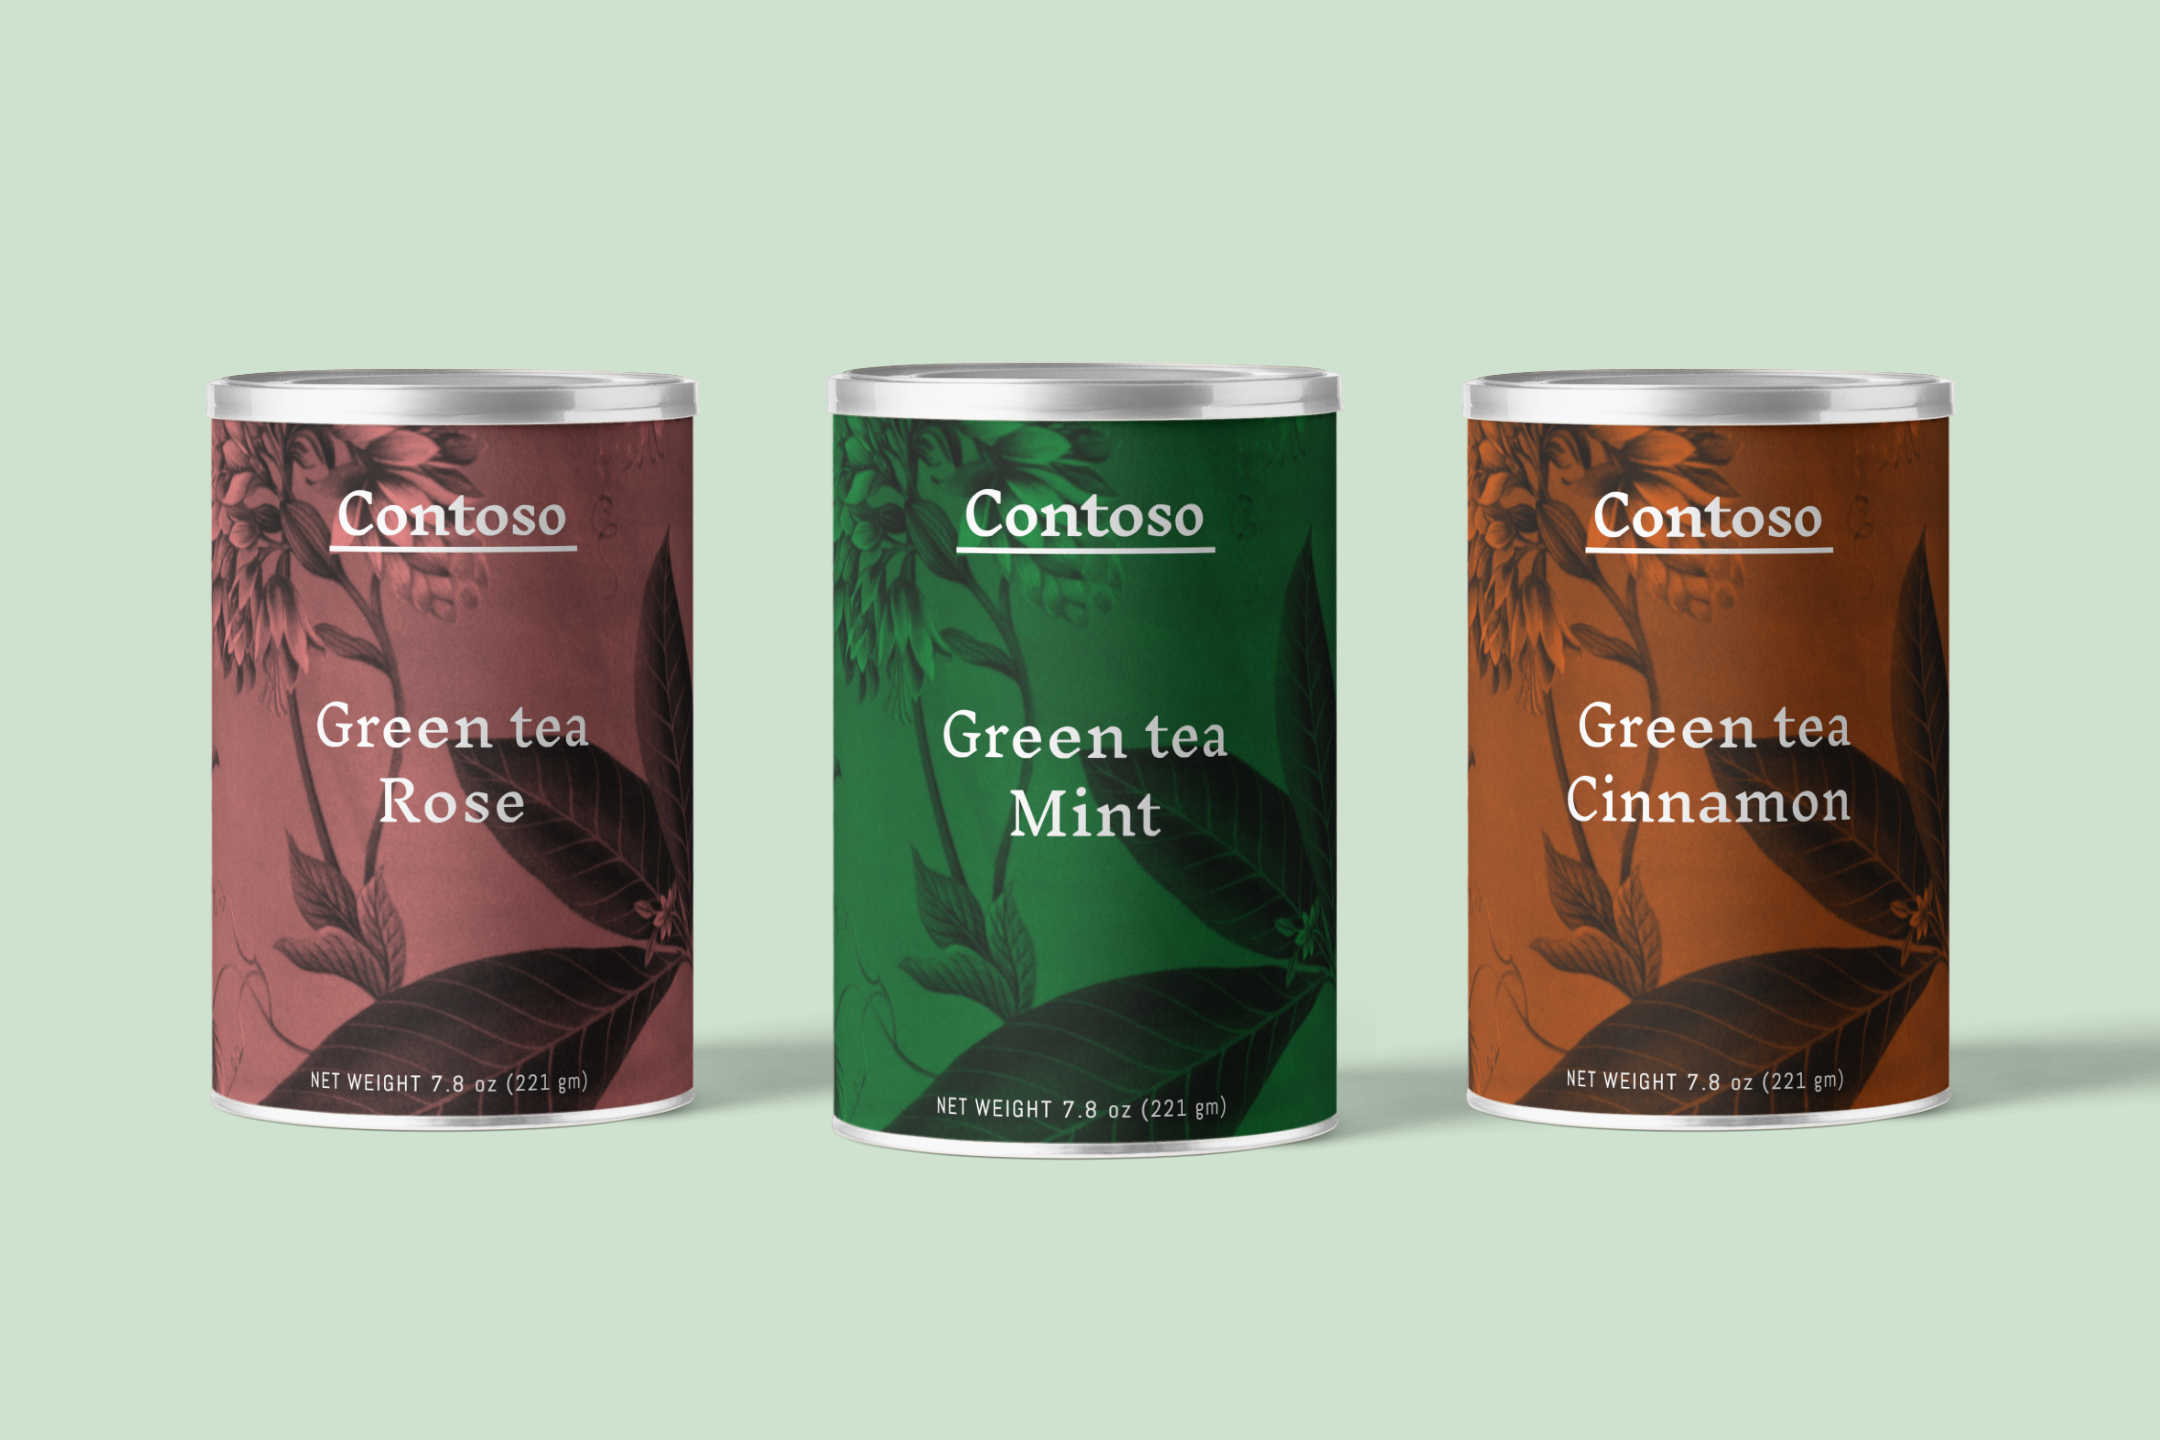 Contoso
Green tea
Rose
NET WEIGHT 7.8 oz (221 gm)
Contoso
Green tea
Mint
NET WEIGHT 7.8 oz (221 gm)
Contoso
Green tea
Cinnamon
NET WEIGHT 7.8 oz (221 gm)